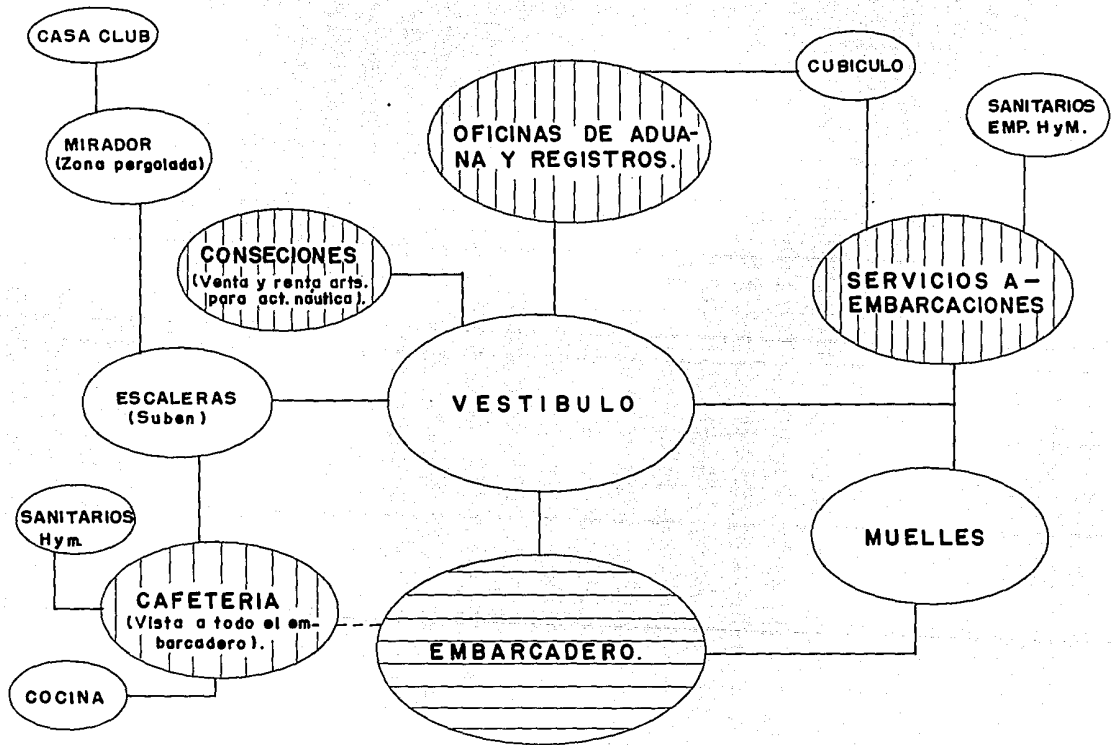 CASA CLUB
CUBICULO
SANITARIOS
EMP. HyM.
MIRADOR
(Zona pergolada)
OFICINAS DE ADUA-
NA Y REGISTROS.
CONSECIONES
(Venta y renta arts.
para act. náutica).
SERVICIOS A-
EMBARCACIONES
ESCALERAS
(Suben)
VESTIBULO
SANITARIOS
Hym.
MUELLES
CAFETERIA
(Vista a todo el em-
barcadero).
EMBARCADERO.
COCINA